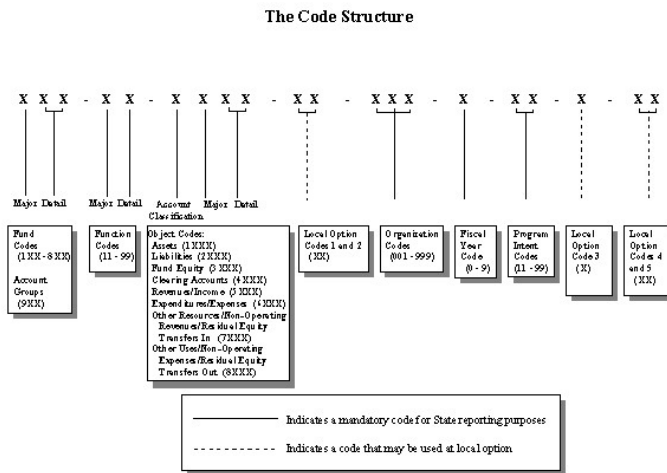 The Code Structure
X X X - X X - X X X X - X X - X X X - X - X X - X - X X
Major Detail Major Detail Account Classification Major Detail
Fund
Codes
(1XX - 8XX)
Account
Groups
(9XX)
Function
Codes
(11 - 99)
Object Codes:
Assets (1XXX)
Liabilities (2XXX)
Fund Equity (3XXX)
Clearing Accounts (4XXX)
Revenues/Income (5XXX)
Expenditures/Expenses (6XXX)
Other Resources/Non-Operating
Revenues/Residual Equity
Transfers In (7XXX)
Other Uses/Non-Operating
Expenses/Residual Equity
Transfers Out (8XXX)
Local Option
Codes 1 and 2
(XX)
Organization
Codes
(001 - 999)
Fiscal
Year
Code
(0 - 9)
Program
Intent Codes
(11 - 99)
Local
Option
Code 3
(X)
Local
Option
Codes 4
and 5
(XX)
Indicates a mandatory code for State reporting purposes
Indicates a code that may be used at local option